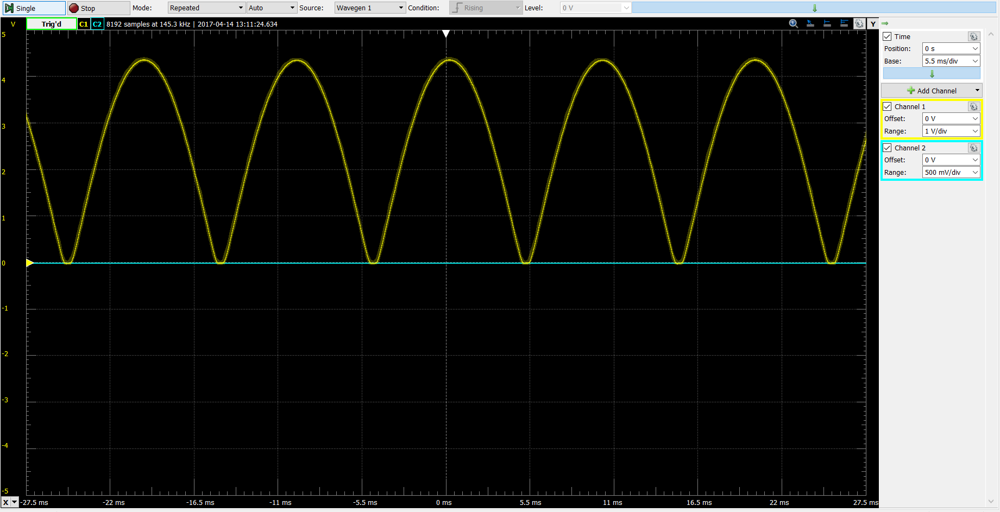 Single Stop Mode: Repeated Auto Source: Wavegen 1 Condition: Rising Level: 0 V
V Trig'd C1 C2 8192 samples at 145.3 kHz | 2017-04-14 13:11:24.634 Y
5
4
3
2
1
0
-1
-2
-3
-4
-5
X -27.5 ms -22 ms -16.5 ms -11 ms -5.5 ms 0 ms 5.5 ms 11 ms 16.5 ms 22 ms 27.5 ms
Time
Position: 0 s
Base: 5.5 ms/div
Add Channel
Channel 1
Offset: 0 V
Range: 1 V/div
Channel 2
Offset: 0 V
Range: 500 mV/div